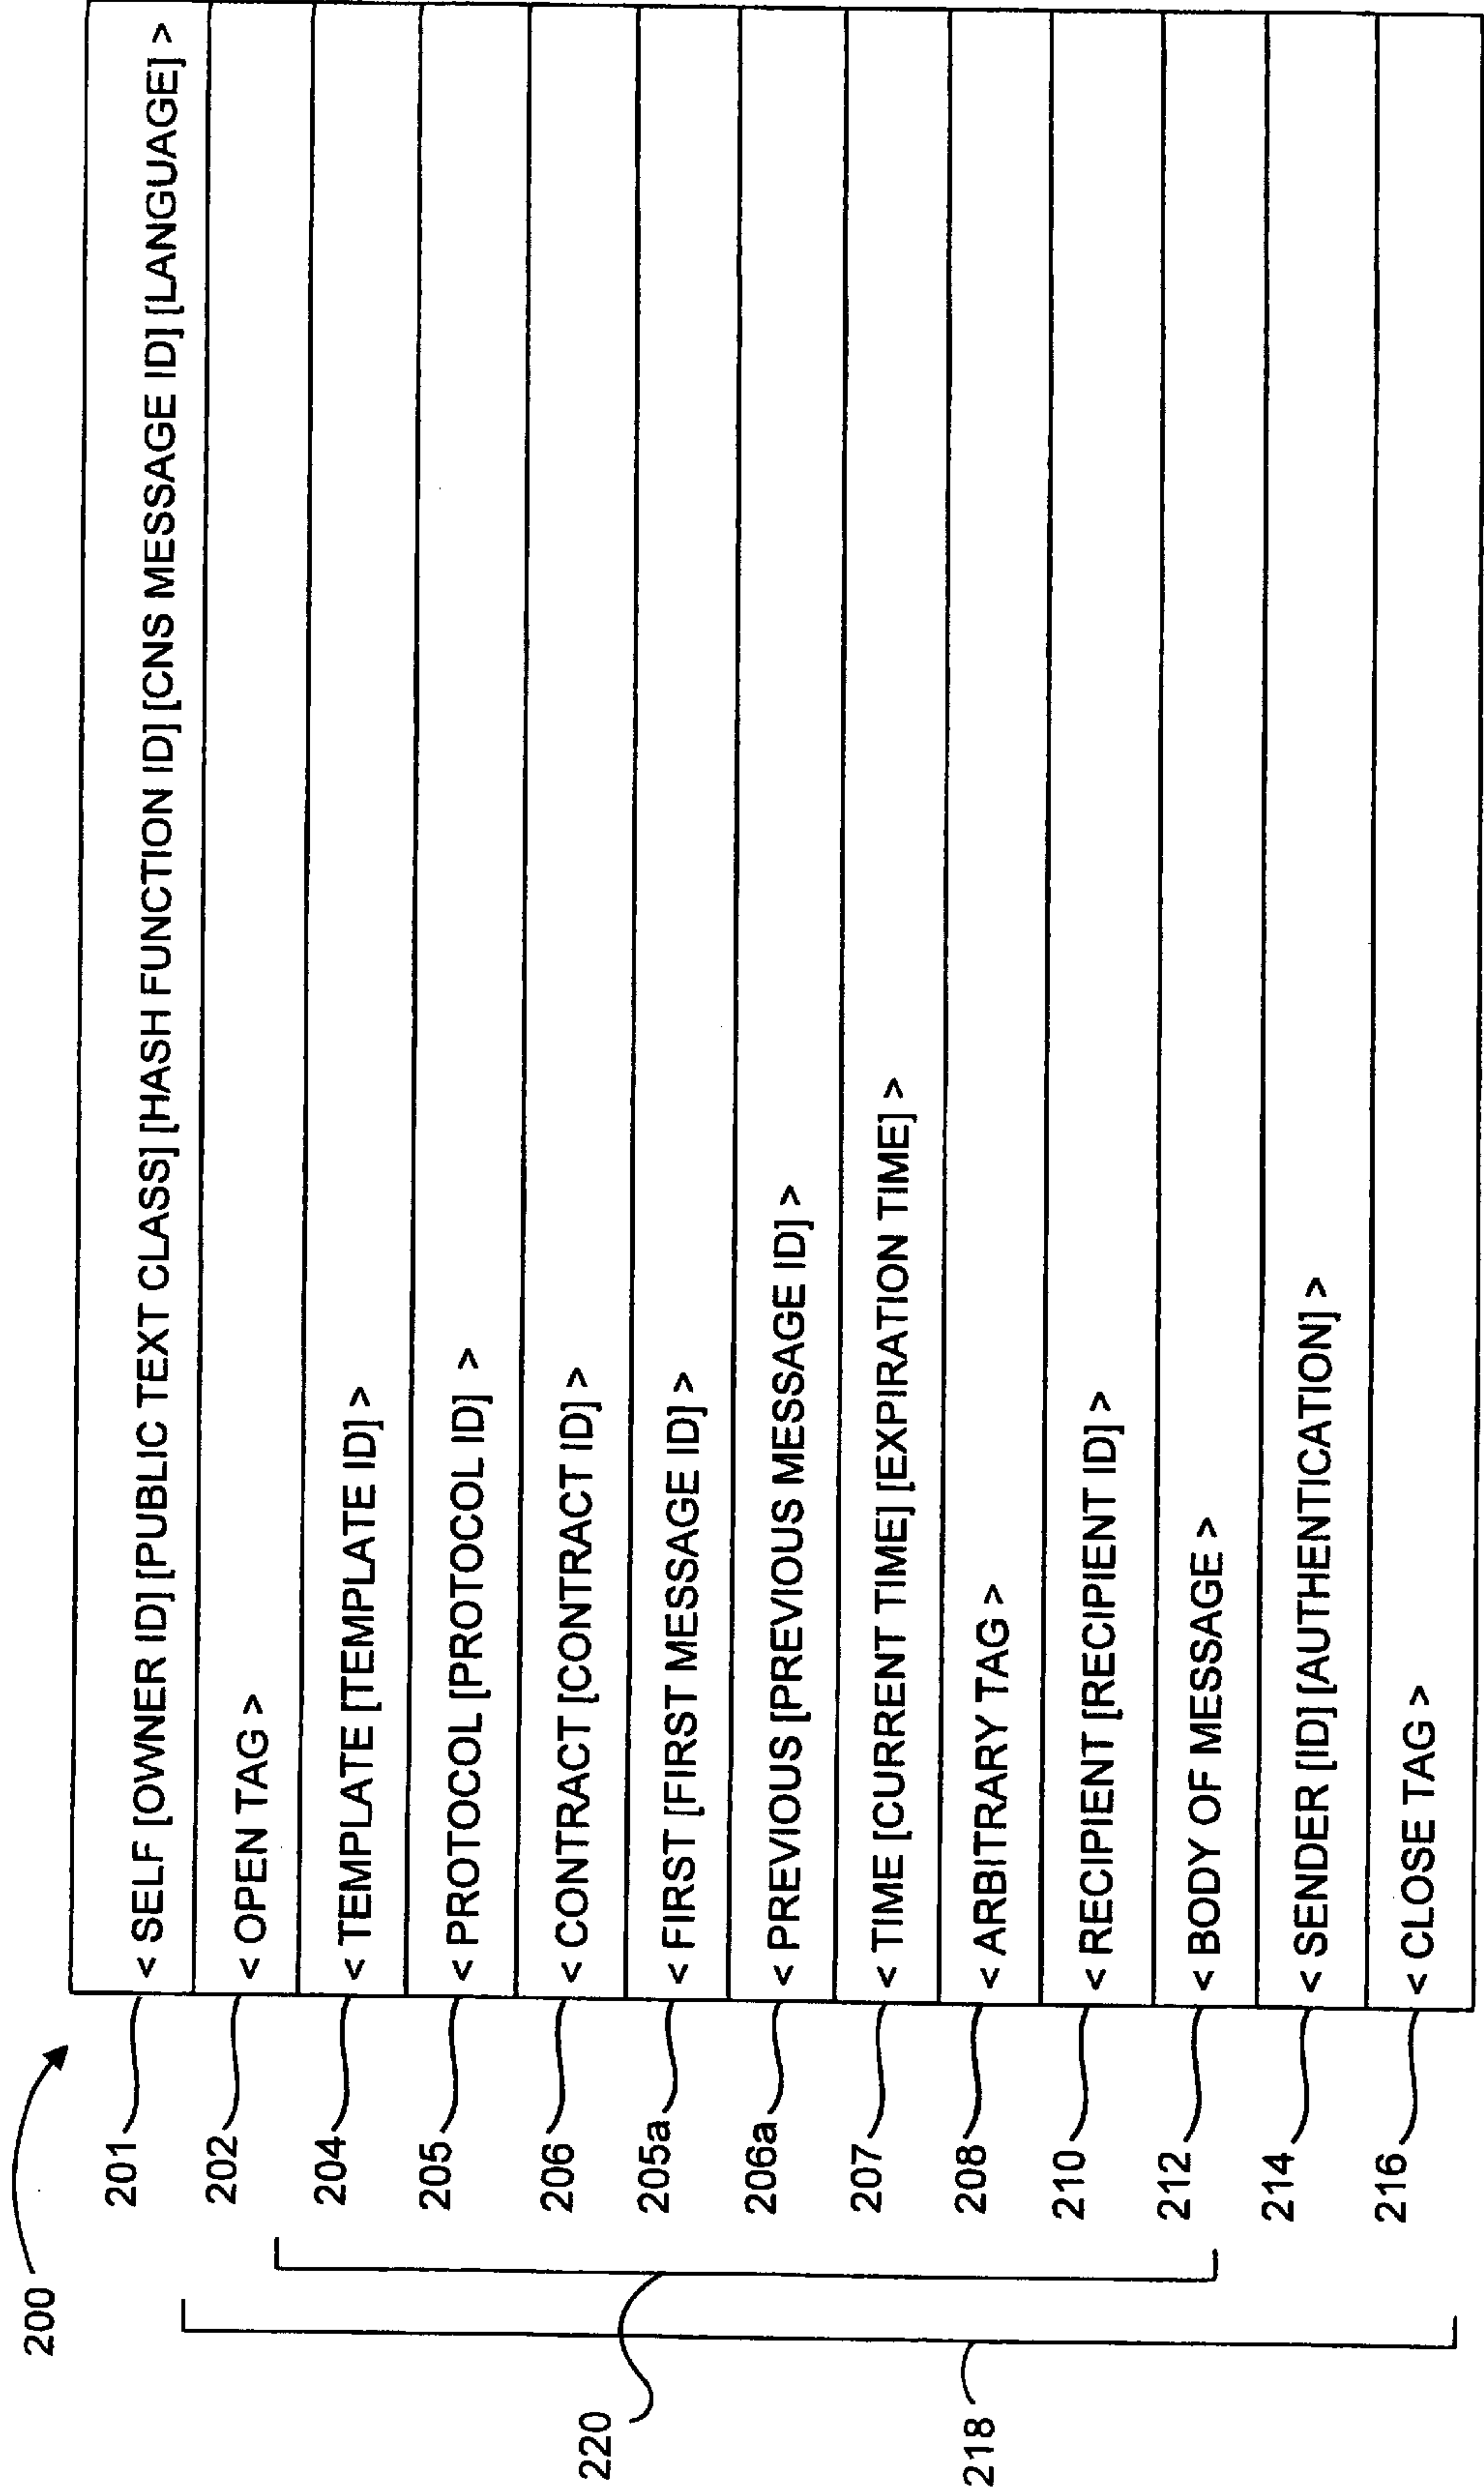 200
201 < SELF [OWNER ID] [PUBLIC TEXT CLASS] [HASH FUNCTION ID] [CNS MESSAGE ID] [LANGUAGE] >
202 < OPEN TAG >
204 < TEMPLATE [TEMPLATE ID] >
205 < PROTOCOL [PROTOCOL ID] >
206 < CONTRACT [CONTRACT ID] >
205a < FIRST [FIRST MESSAGE ID] >
206a < PREVIOUS [PREVIOUS MESSAGE ID] >
207 < TIME [CURRENT TIME] [EXPIRATION TIME] >
208 < ARBITRARY TAG >
210 < RECIPIENT [RECIPIENT ID] >
212 < BODY OF MESSAGE >
214 < SENDER [ID] [AUTHENTICATION] >
216 < CLOSE TAG >
220
218